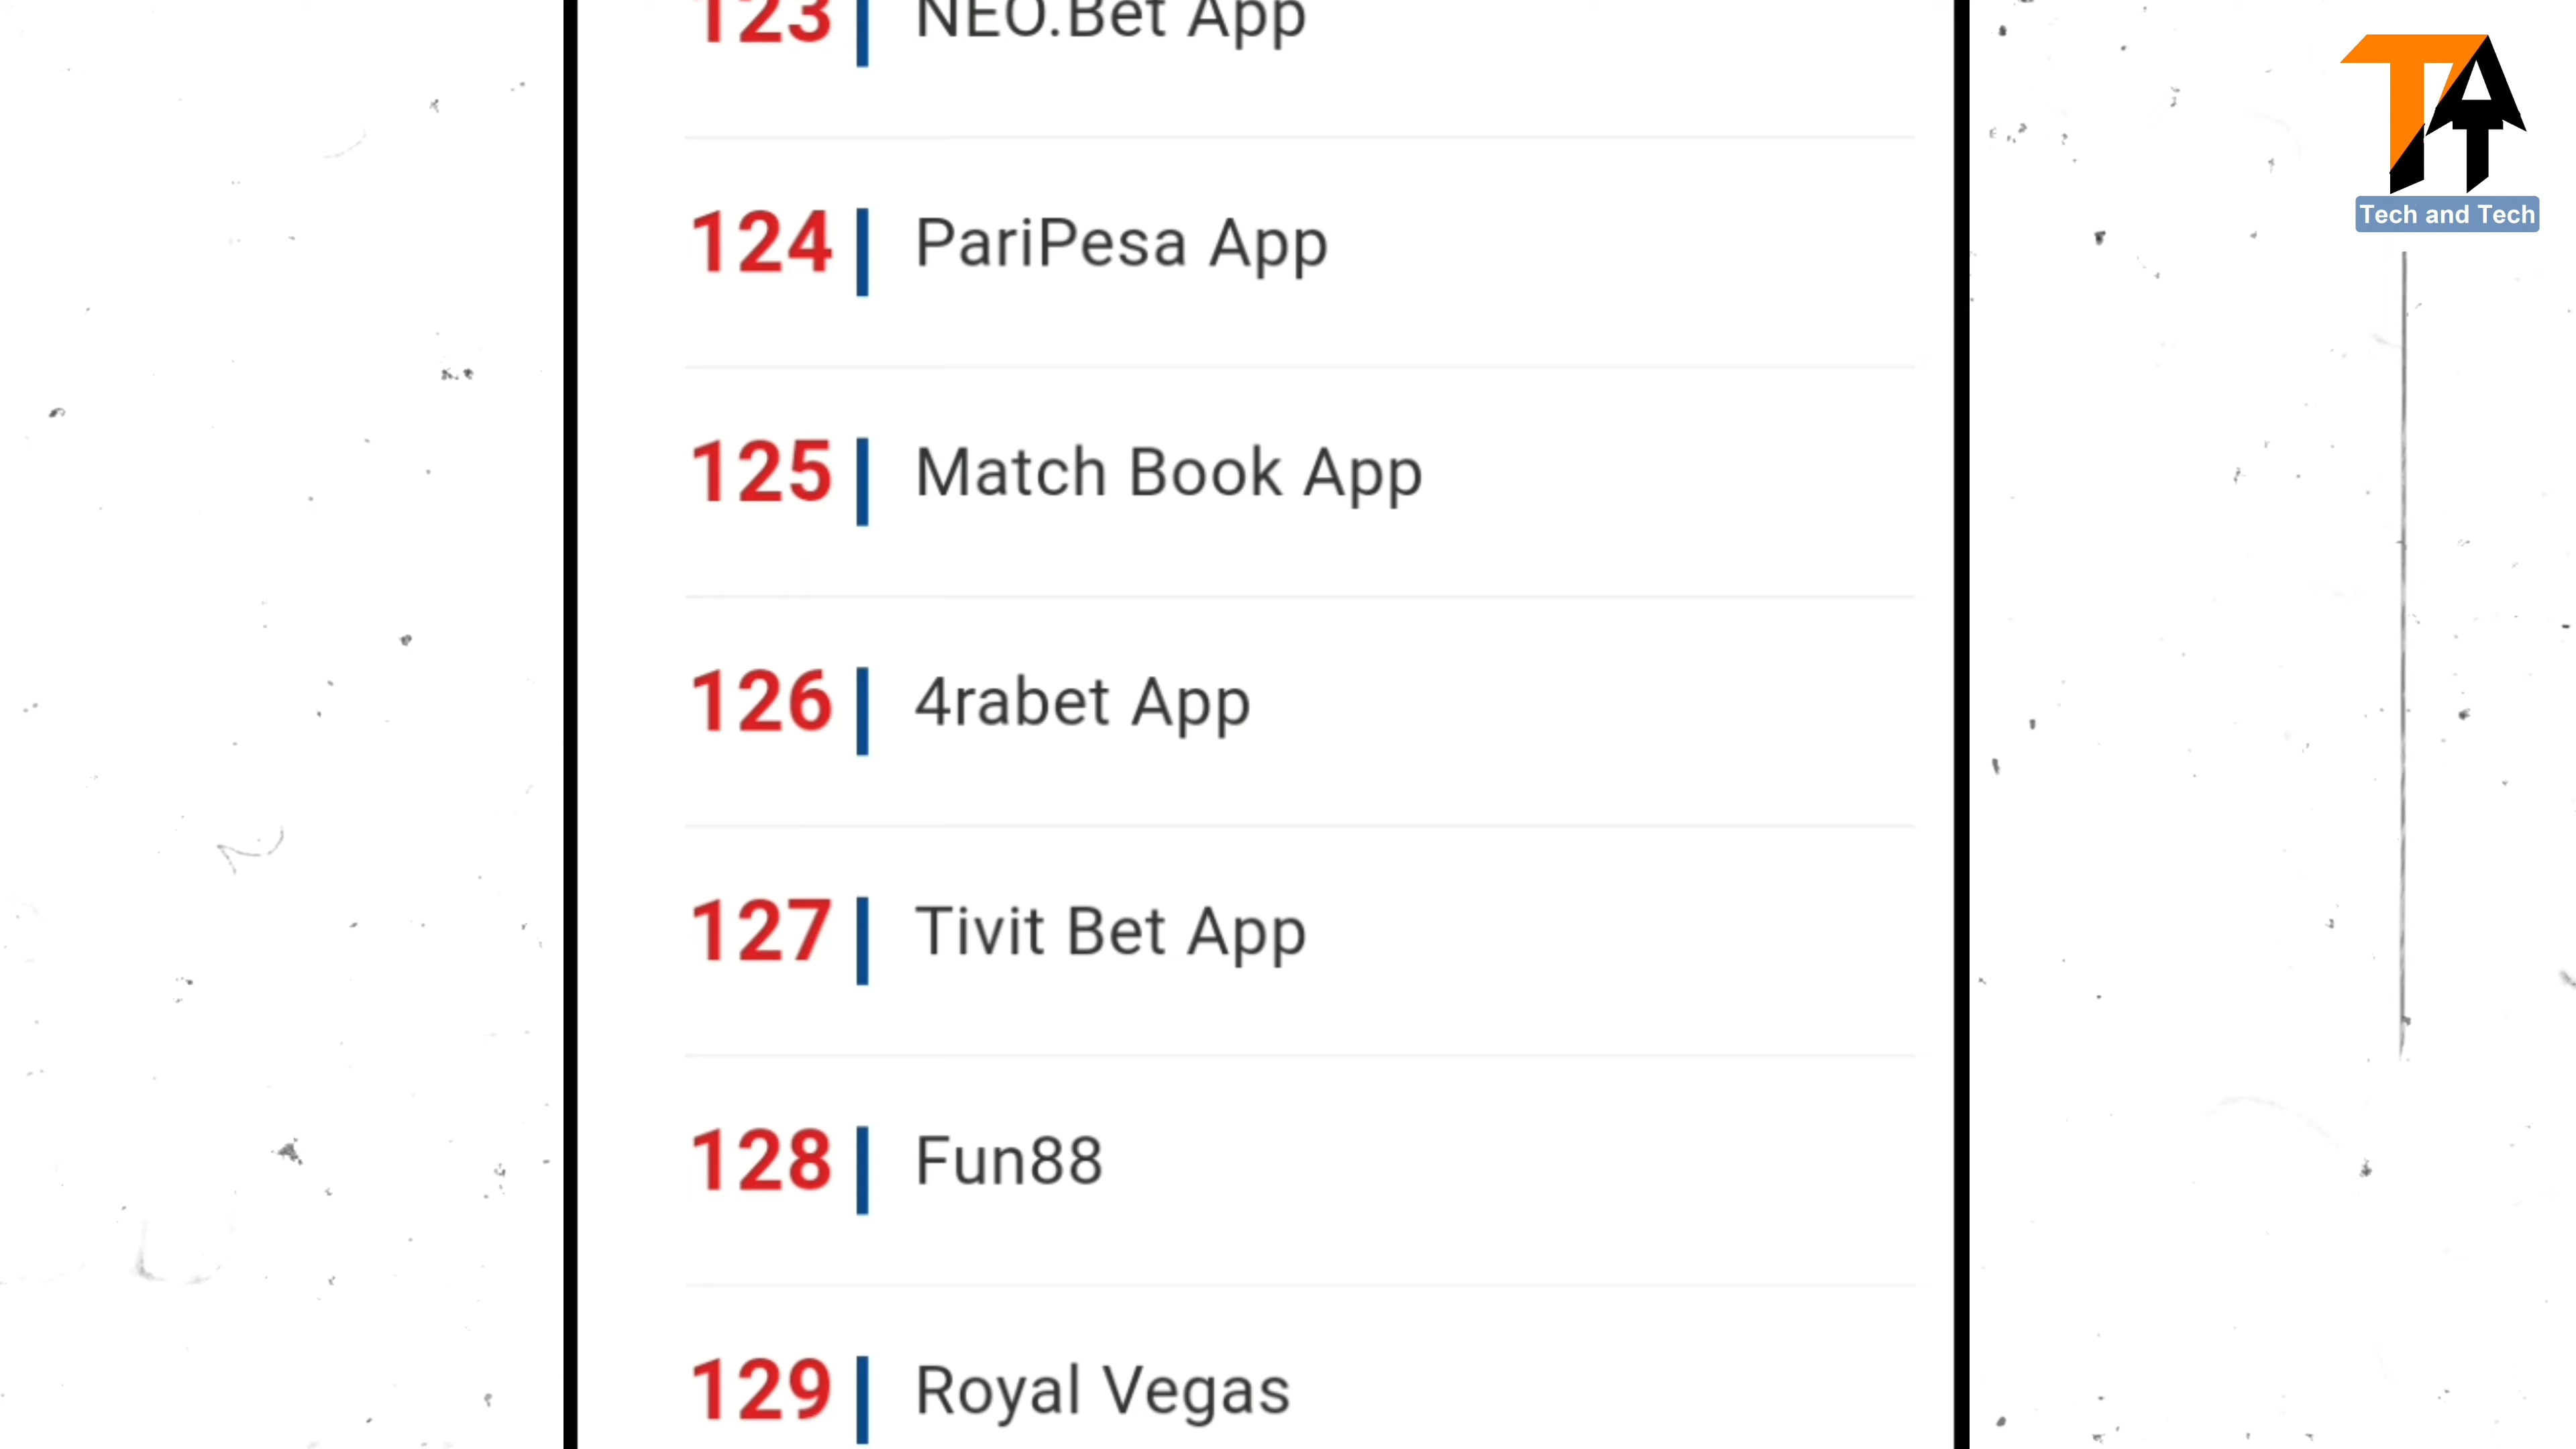 123 NEO.Bet App
124 PariPesa App
125 Match Book App
126 4rabet App
127 Tivit Bet App
128 Fun88
129 Royal Vegas
Tech and Tech